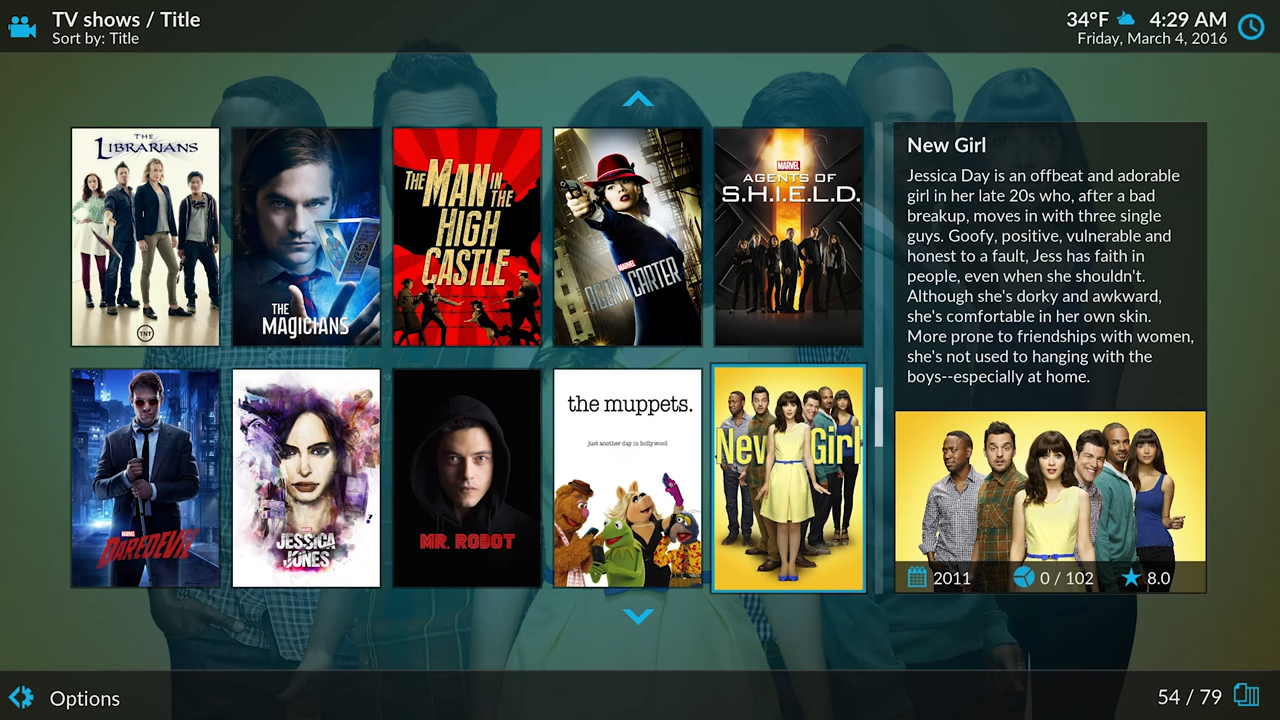 TV shows / Title
Sort by: Title
34°F 4:29 AM
Friday, March 4, 2016
THE
LIBRARIANS
TNT
THE
MAGICIANS
THE MAN IN
THE
HIGH
CASTLE
MARVEL
AGENT CARTER
MARVEL
AGENTS OF
S.H.I.E.L.D.
MARVEL
DAREDEVIL
MARVEL
JESSICA
JONES
MR. ROBOT
the muppets.
just another day in hollywood
New Girl
New Girl
Jessica Day is an offbeat and adorable
girl in her late 20s who, after a bad
breakup, moves in with three single
guys. Goofy, positive, vulnerable and
honest to a fault, Jess has faith in
people, even when she shouldn't.
Although she's dorky and awkward,
she's comfortable in her own skin.
More prone to friendships with women,
she's not used to hanging with the
boys--especially at home.
2011 0 / 102 8.0
Options
54 / 79